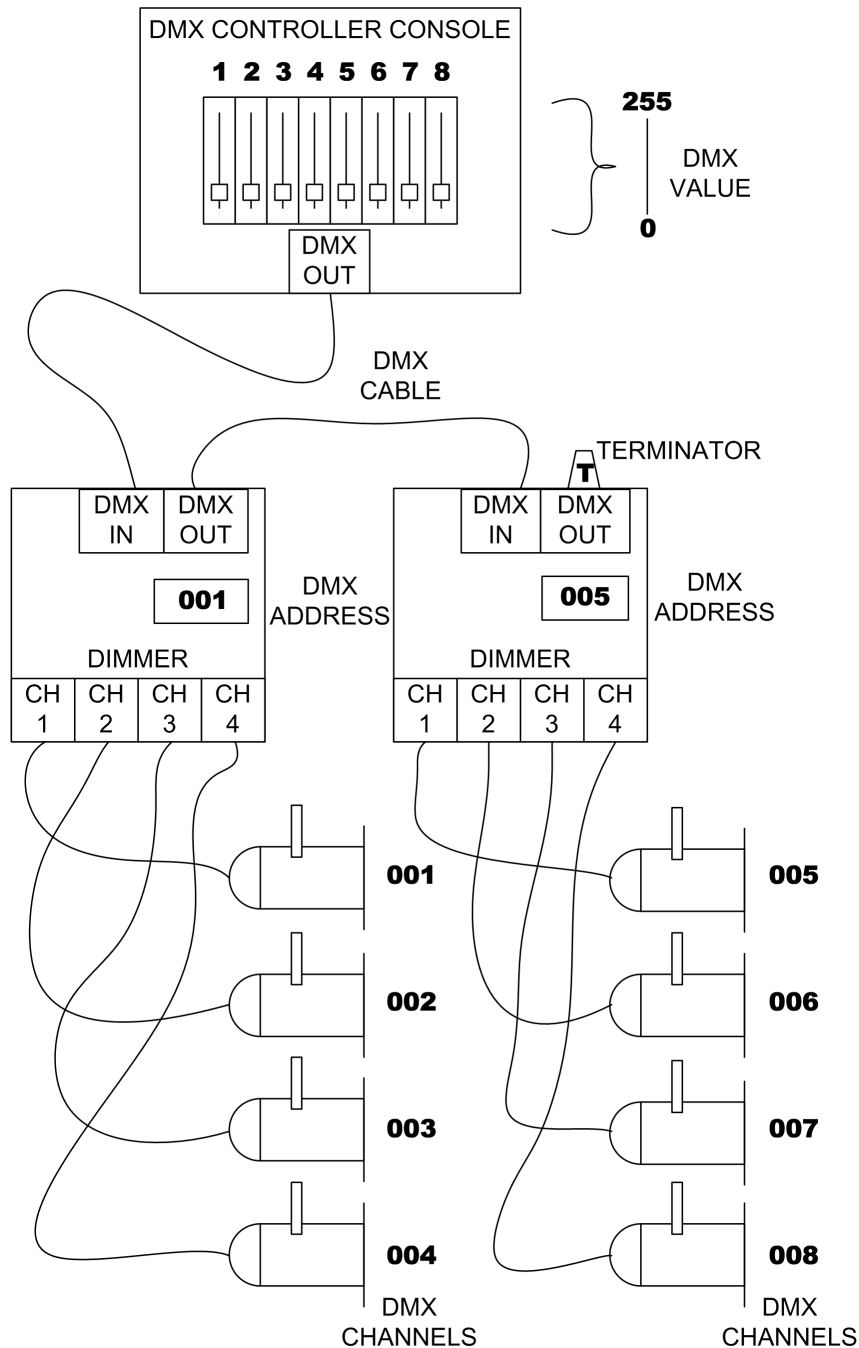 DMX CONTROLLER CONSOLE
1 2 3 4 5 6 7 8
255
DMX
VALUE
0
DMX
OUT
DMX
CABLE
TERMINATOR
T
DMX
IN
DMX
OUT
001
DMX
ADDRESS
DIMMER
CH
1
CH
2
CH
3
CH
4
DMX
IN
DMX
OUT
005
DMX
ADDRESS
DIMMER
CH
1
CH
2
CH
3
CH
4
001
002
003
004
DMX
CHANNELS
005
006
007
008
DMX
CHANNELS